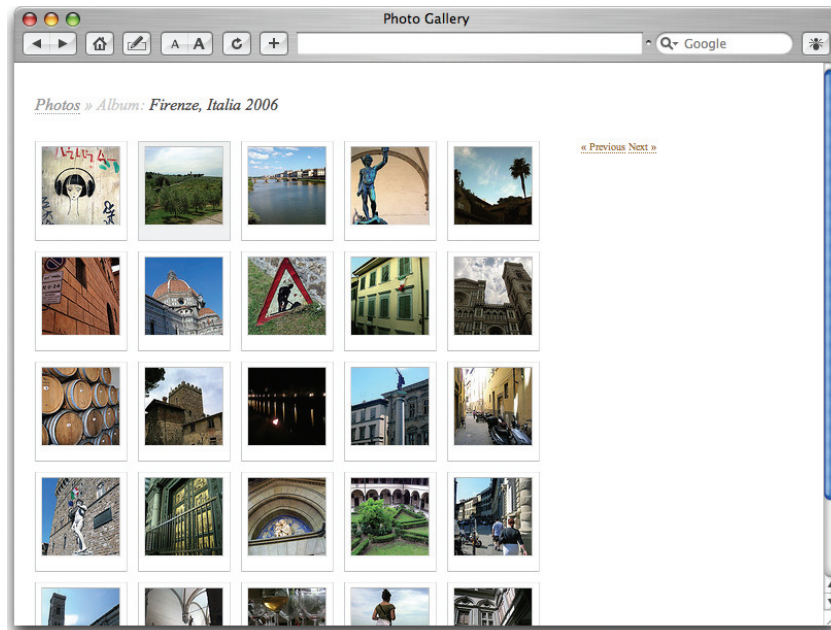 Photo Gallery
A A
Google
Photos » Album: Firenze, Italia 2006
« Previous Next »